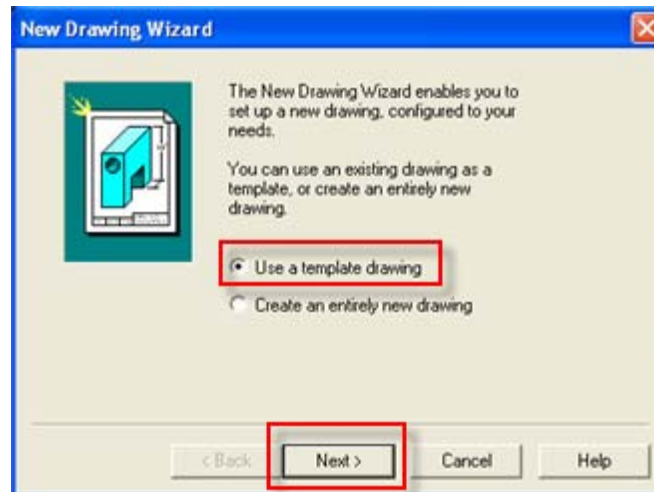 New Drawing Wizard
The New Drawing Wizard enables you to
set up a new drawing, configured to your
needs.
You can use an existing drawing as a
template, or create an entirely new
drawing.
Use a template drawing
Create an entirely new drawing
< Back
Next >
Cancel
Help